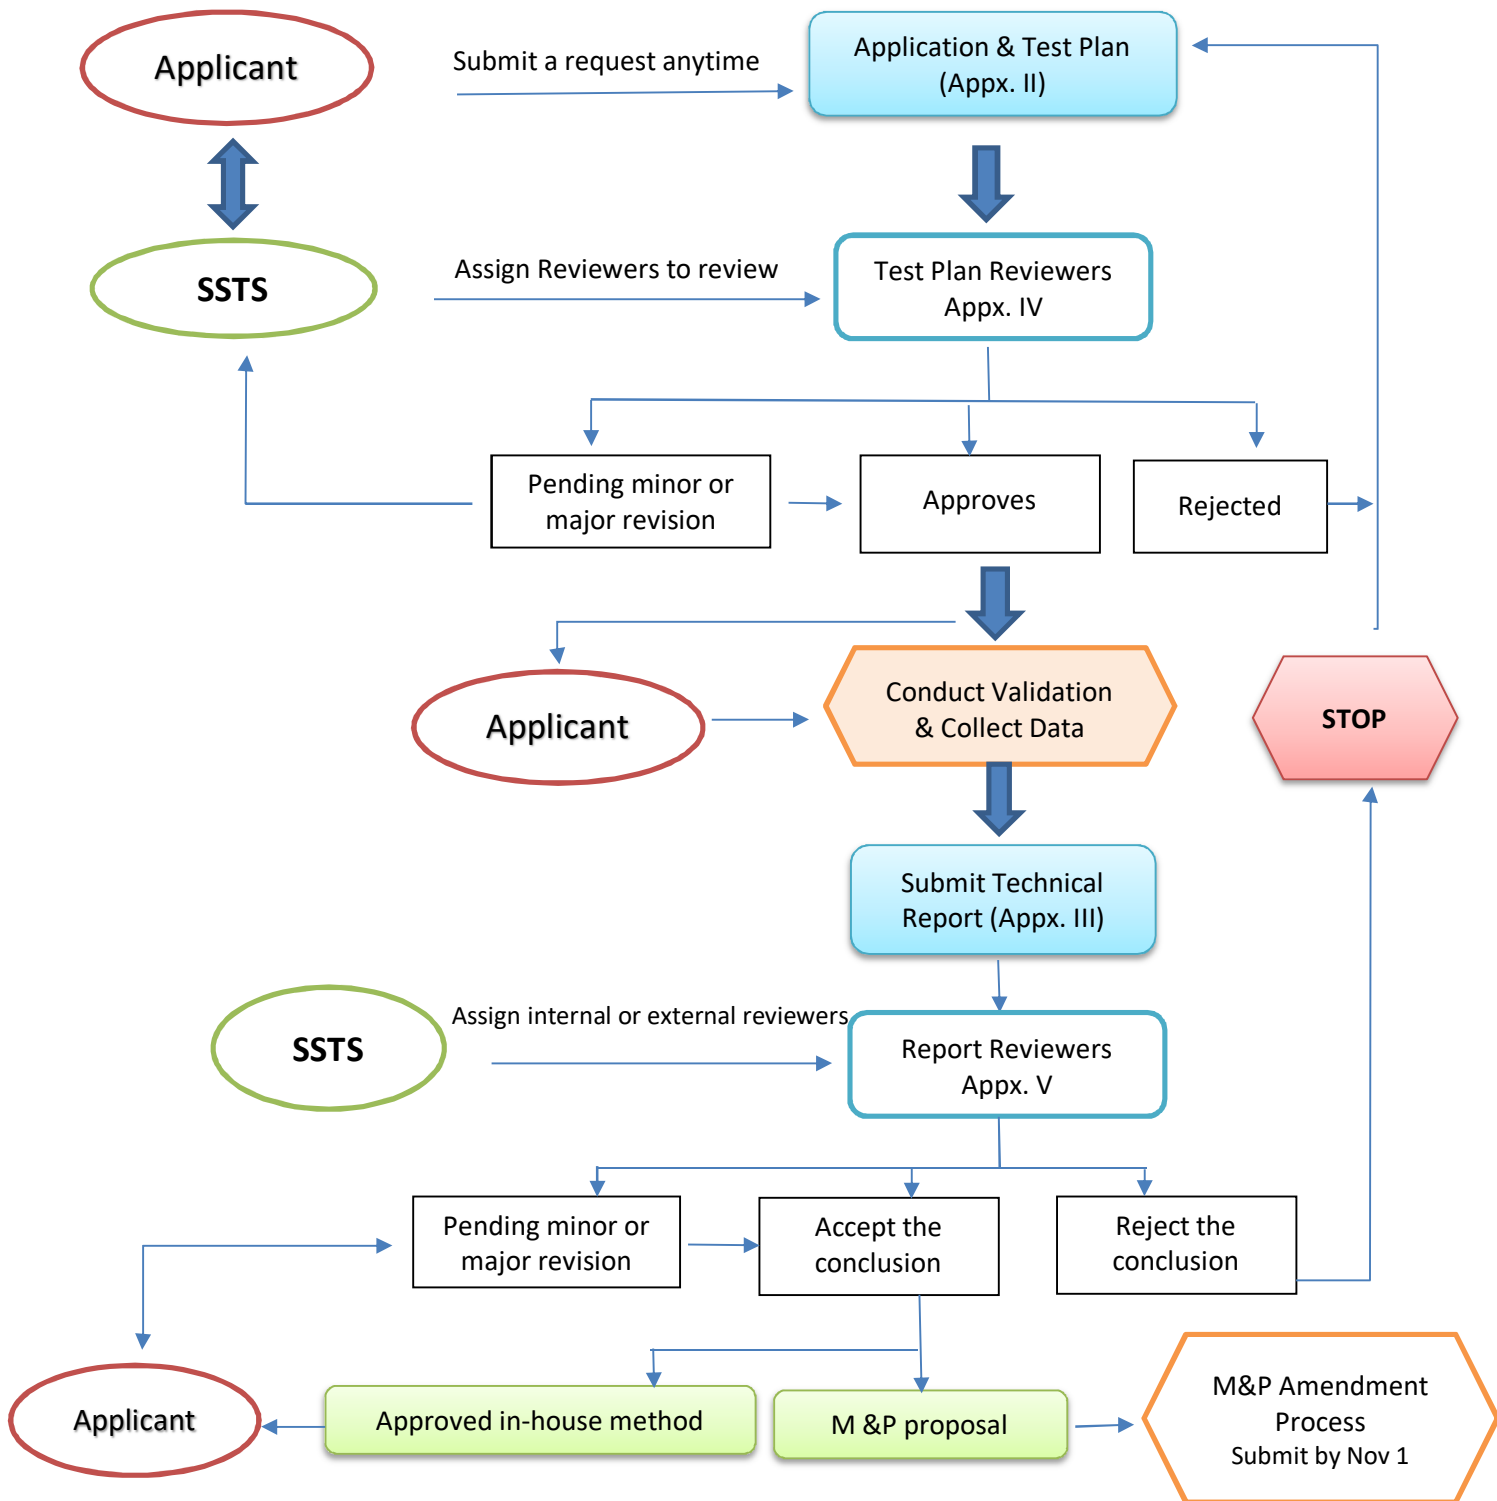 Applicant
Submit a request anytime
Application & Test Plan
(Appx. II)
SSTS
Assign Reviewers to review
Test Plan Reviewers
Appx. IV
Pending minor or
major revision
Approves
Rejected
Applicant
Conduct Validation
& Collect Data
STOP
Submit Technical
Report (Appx. III)
SSTS
Assign internal or external reviewers
Report Reviewers
Appx. V
Pending minor or
major revision
Accept the
conclusion
Reject the
conclusion
Applicant
Approved in-house method
M &P proposal
M&P Amendment
Process
Submit by Nov 1